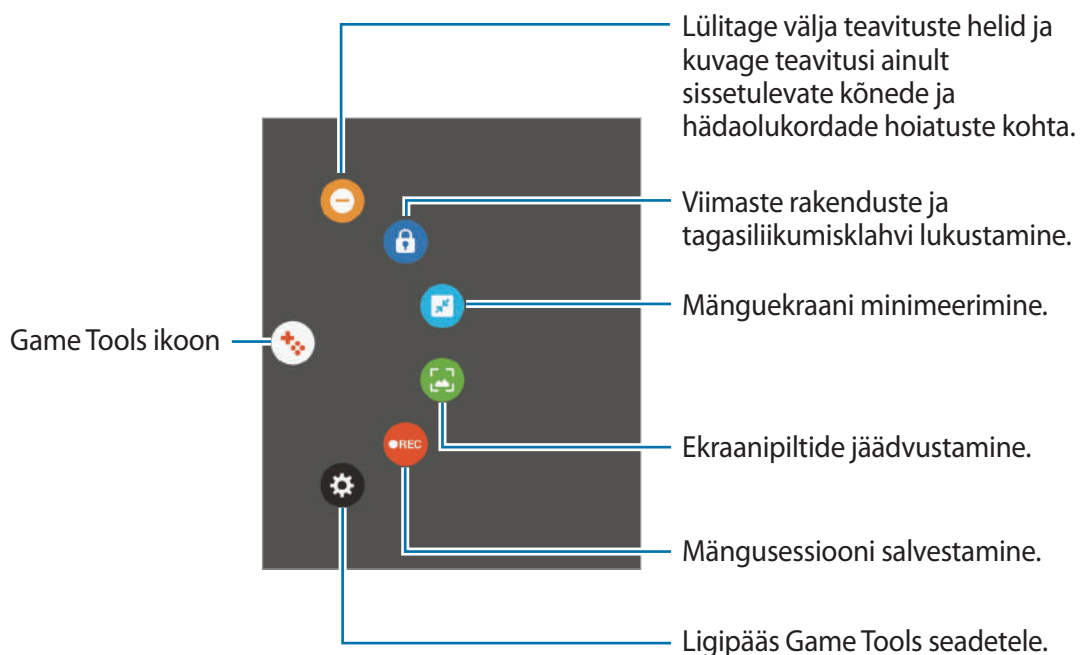 Lülitage välja teavituste helid ja
kuvage teavitusi ainult
sissetulevate kõnede ja
hädaolukordade hoiatuste kohta.
Viimaste rakenduste ja
tagasiliikumisklahvi lukustamine.
Mänguekraani minimeerimine.
Game Tools ikoon
Ekraanipiltide jäädvustamine.
REC
Mängusessiooni salvestamine.
Ligipääs Game Tools seadetele.